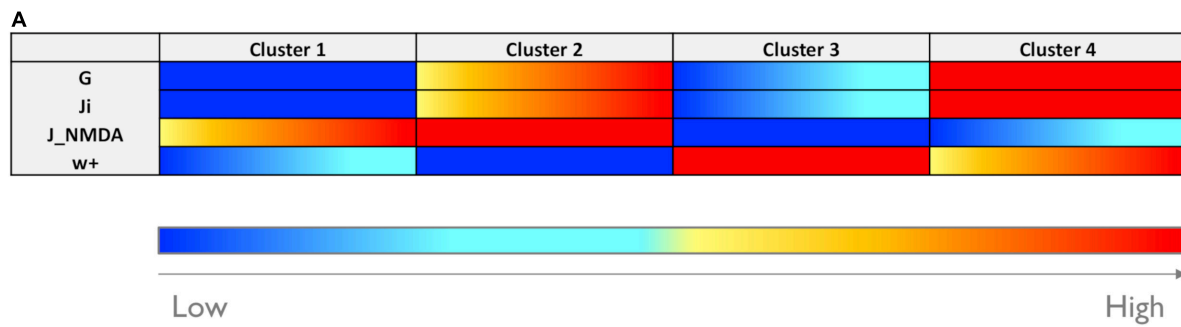 A
Cluster 1 Cluster 2 Cluster 3 Cluster 4
G
Ji
J_NMDA
w+
Low High